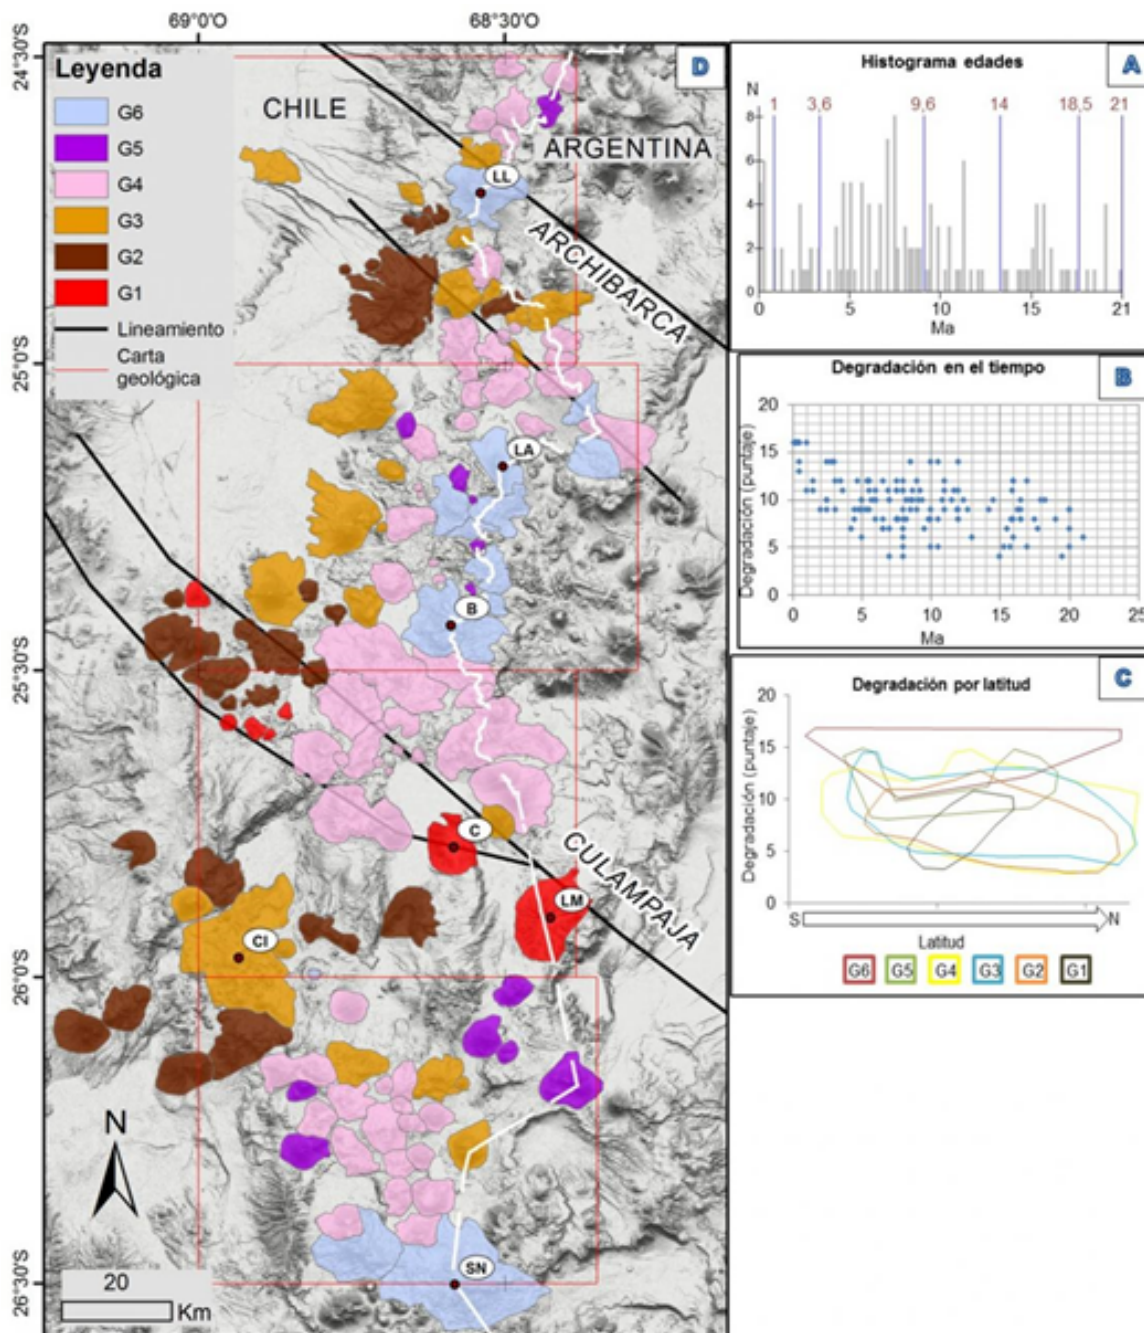 69°0'O
68°30'O
24°30'S
25°0'S
25°30'S
26°0'S
26°30'S
D
Leyenda
G6
G5
G4
G3
G2
G1
Lineamiento
Carta
geológica
CHILE
ARGENTINA
LL
ARCHIBARCA
LA
B
C
CULAMPAJA
LM
CI
N
SN
20
Km
Histograma edades
A
N
1
3,6
9,6
14
18,5
21
8
6
4
2
0
0
5
10
15
21
Ma
Degradación en el tiempo
B
Degradación (puntaje)
20
15
10
5
0
0
5
10
15
20
25
Ma
Degradación por latitud
C
Degradación (puntaje)
20
15
10
5
0
S
N
Latitud
G6
G5
G4
G3
G2
G1